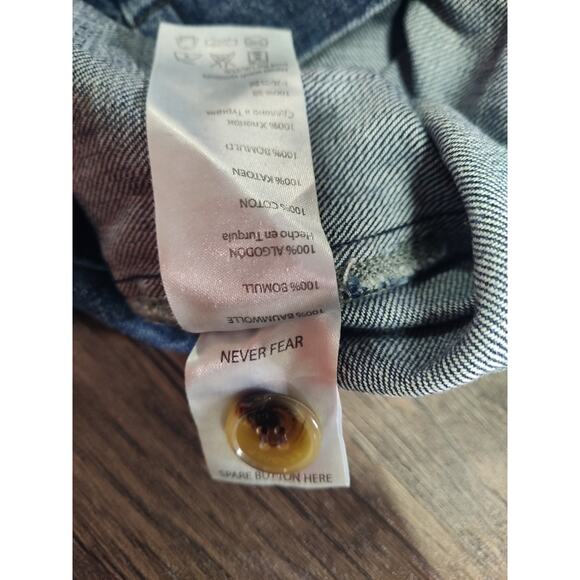 100% BAUMWOLLE
100% BOMULL
100% ALGODÓN
Hecho en Turquía
100% COTON
100% KATOEN
100% BOMULD
100% Хлопок
Сделано в Турции
NEVER FEAR
SPARE BUTTON HERE